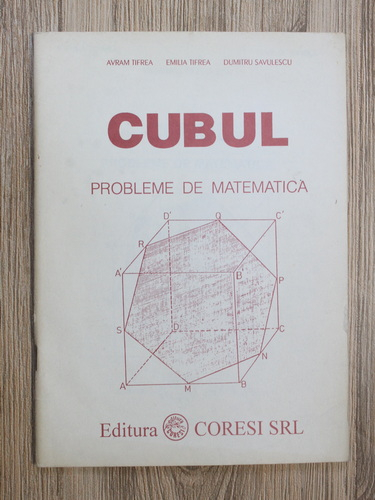 AVRAM TIFREA EMILIA TIFREA DUMITRU SAVULESCU
CUBUL
PROBLEME DE MATEMATICA
D' Q C'
R
A' B'
P
S D C
N
A M B
Editura CORESI SRL